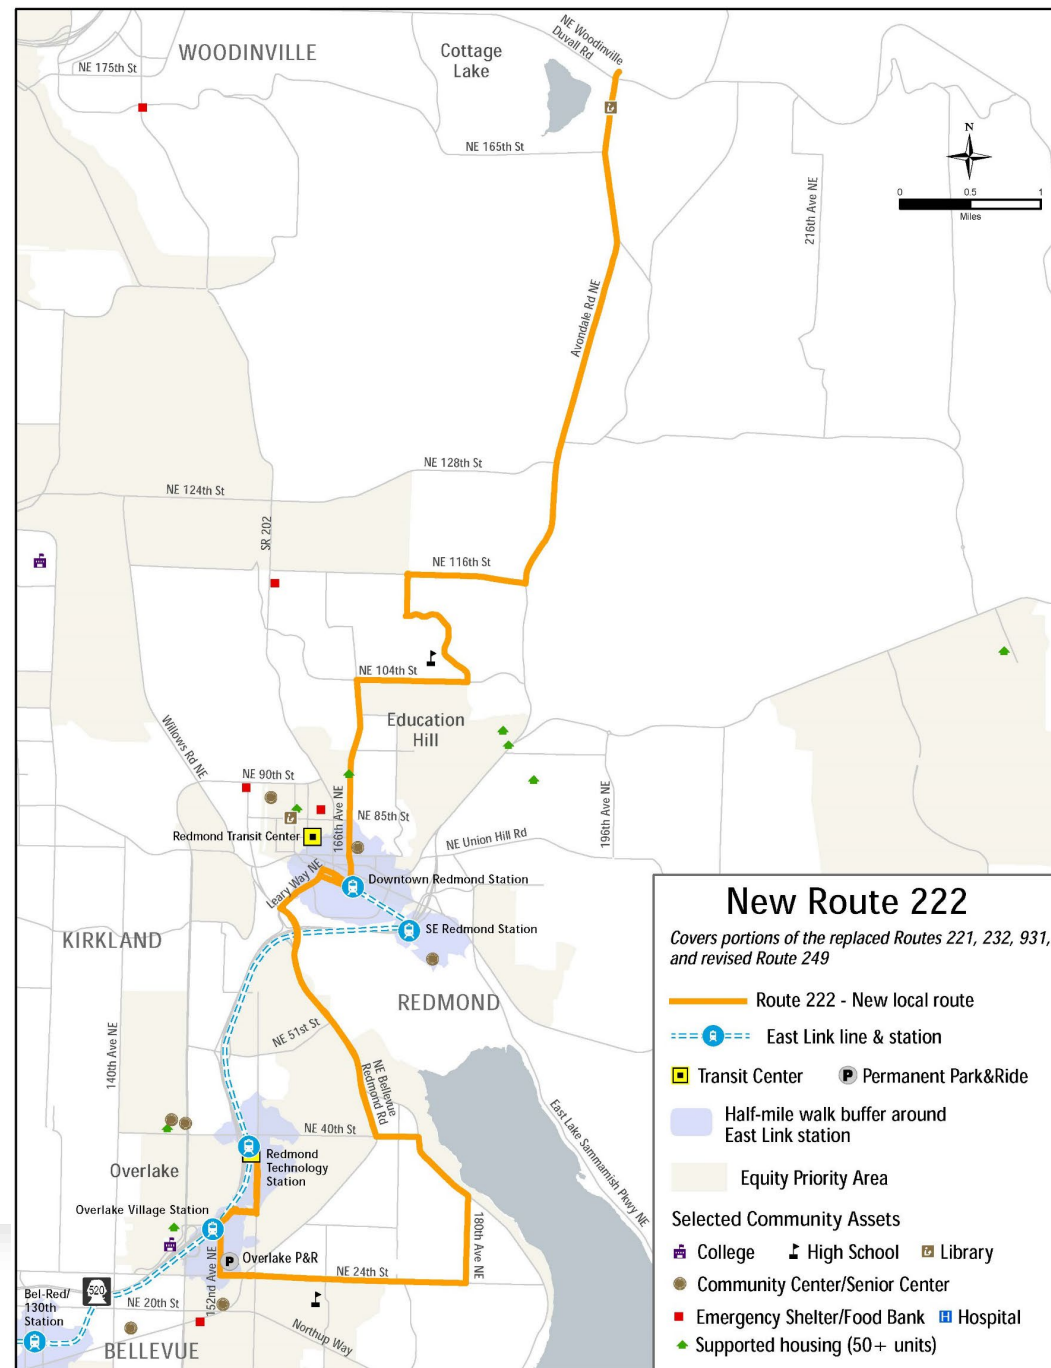 WOODINVILLE
Cottage
Lake
NE Woodinville
Duvall Rd
NE 175th St
NE 165th St
N
0 0.5 1
Miles
216th Ave NE
Avondale Rd NE
NE 128th St
NE 124th St
SR 202
NE 116th St
NE 104th St
Education
Hill
Willows Rd NE
NE 90th St
166th Ave NE
NE 85th St
196th Ave NE
Redmond Transit Center
NE Union Hill Rd
Leary Way NE
Downtown Redmond Station
SE Redmond Station
KIRKLAND
REDMOND
NE 51st St
140th Ave NE
NE Bellevue
Redmond Rd
NE 40th St
East Lake Sammamish Pkwy NE
Overlake
Redmond
Technology
Station
Overlake Village Station
180th Ave NE
P
Overlake P&R
152nd Ave NE
NE 24th St
520
Bel-Red/
130th
Station
NE 20th St
Northup Way
BELLEVUE
New Route 222
Covers portions of the replaced Routes 221, 232, 931,
and revised Route 249
Route 222 - New local route
East Link line & station
Transit Center
P Permanent Park&Ride
Half-mile walk buffer around
East Link station
Equity Priority Area
Selected Community Assets
College
High School
Library
Community Center/Senior Center
Emergency Shelter/Food Bank
H Hospital
Supported housing (50+ units)